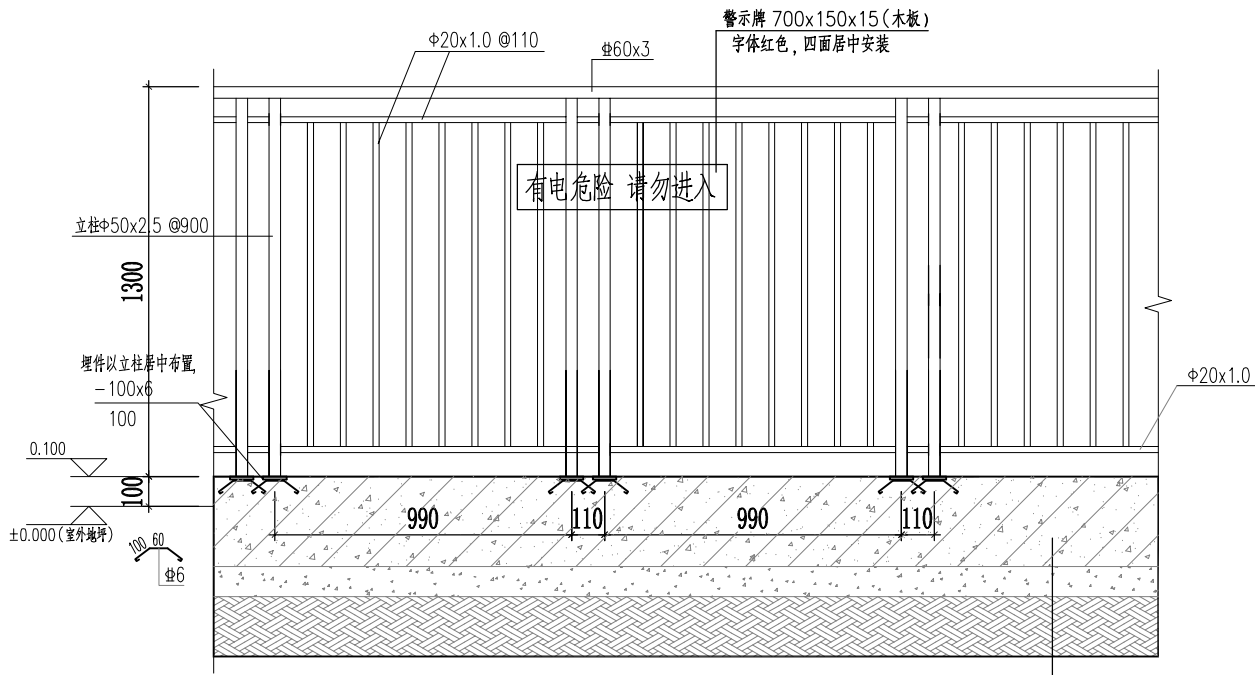 警示牌 700x150x15(木板)
字体红色, 四面居中安装
Φ20x1.0 @110
⌀60x3
有电危险 请勿进入
立柱Φ50x2.5 @900
1300
埋件以立柱居中布置,
-100x6
100
Φ20x1.0
0.100
100
±0.000(室外地坪)
990
110
990
110
100 60
⌀6